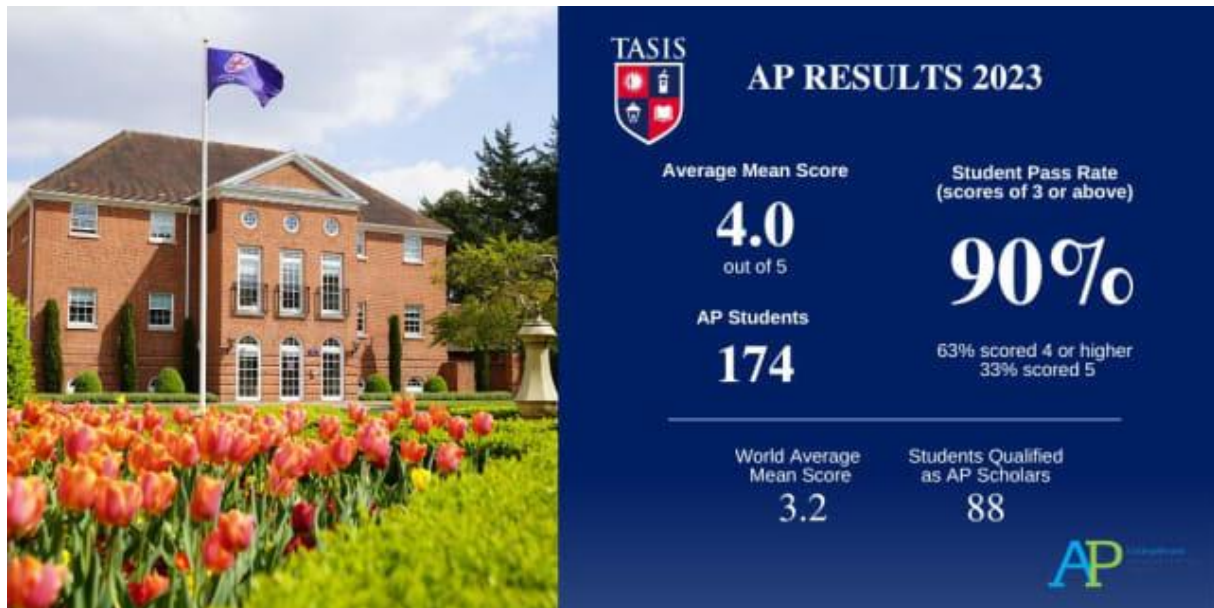 TASIS
AP RESULTS 2023
Average Mean Score
4.0
out of 5
AP Students
174
Student Pass Rate
(scores of 3 or above)
90%
63% scored 4 or higher
33% scored 5
World Average
Mean Score
3.2
Students Qualified
as AP Scholars
88
AP